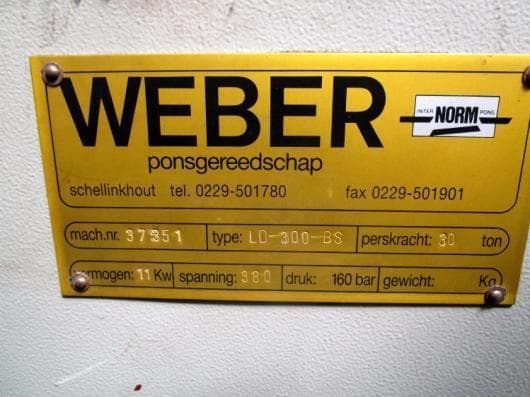 WEBER
INTER NORM PONS
ponsgereedschap
schellinkhout tel. 0229-501780 fax 0229-501901
mach.nr. 37351 type: LD-300-BS perskracht: 30 ton
vermogen: 11 Kw spanning: 380 druk: 160 bar gewicht: Kg